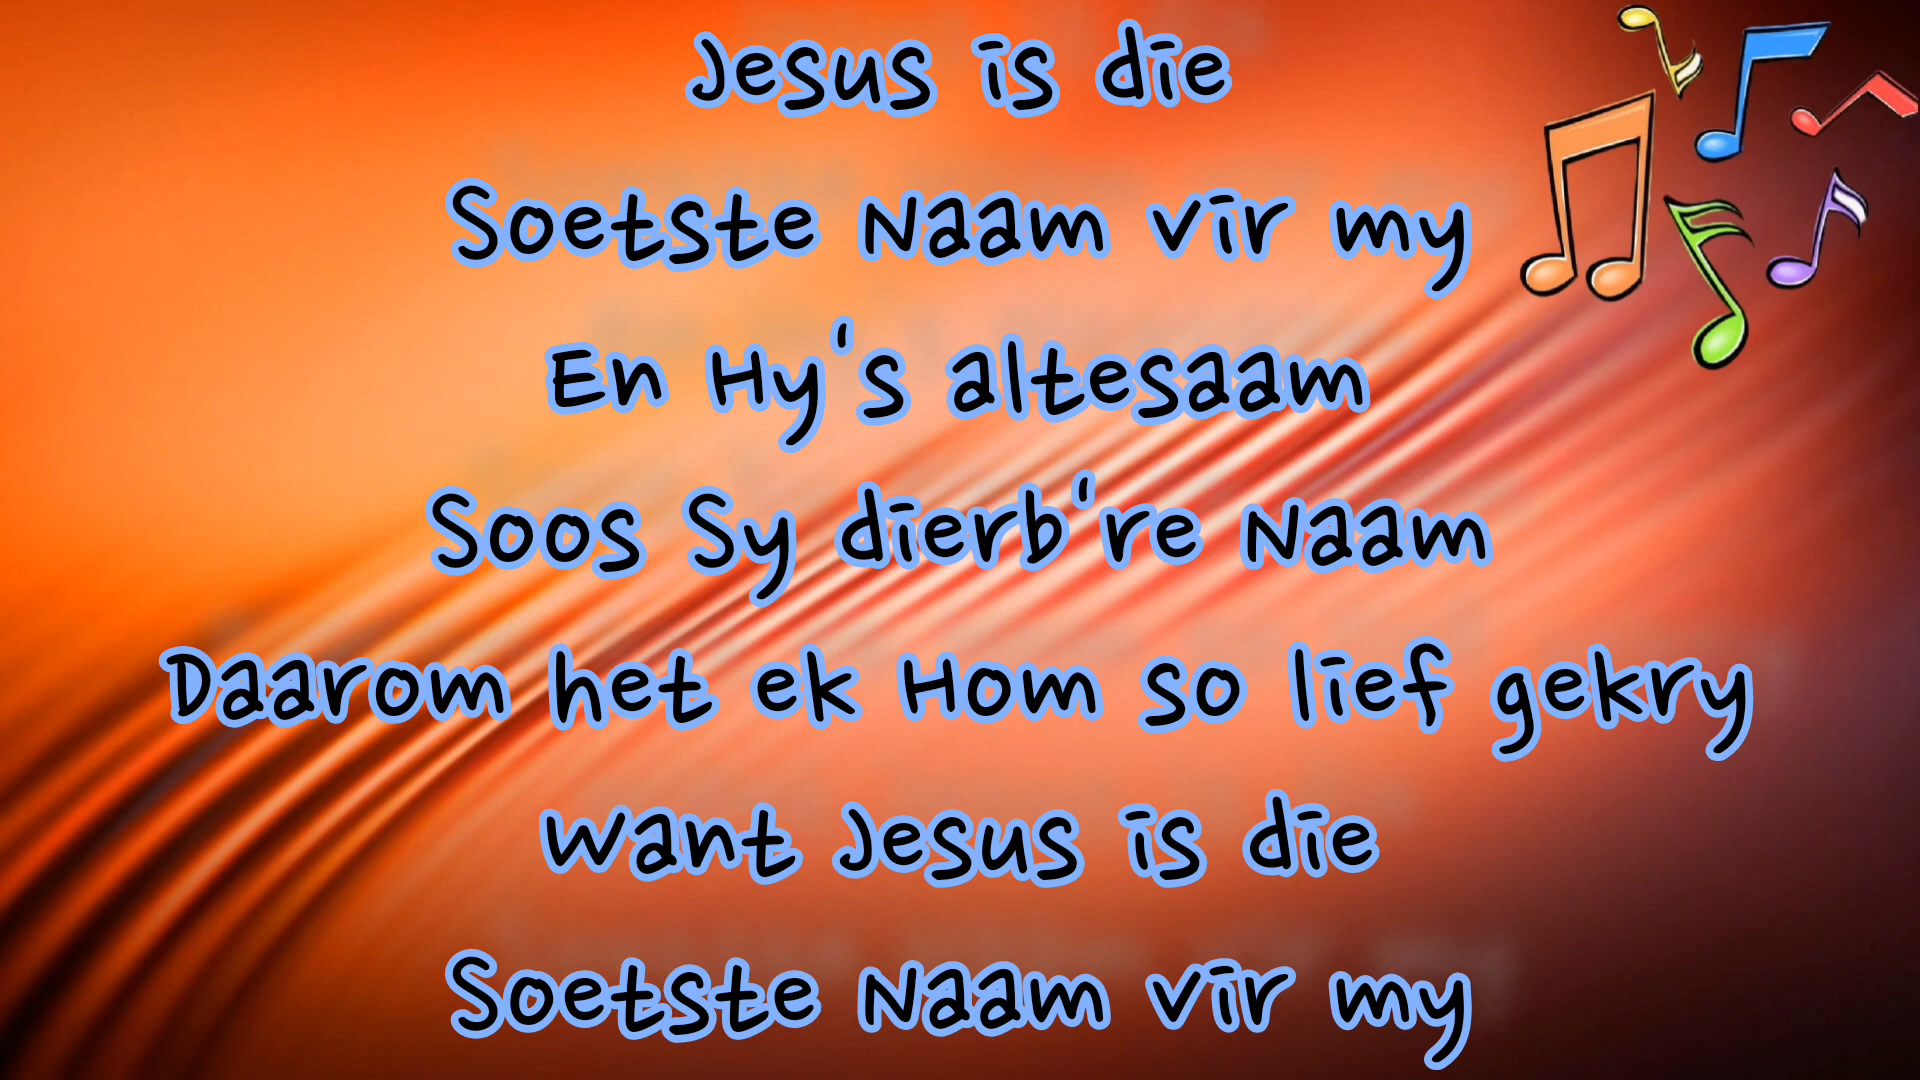 Jesus is die
Soetste Naam vir my
En Hy's altesaam
Soos Sy dierb're Naam
Daarom het ek Hom so lief gekry
Want Jesus is die
Soetste Naam vir my